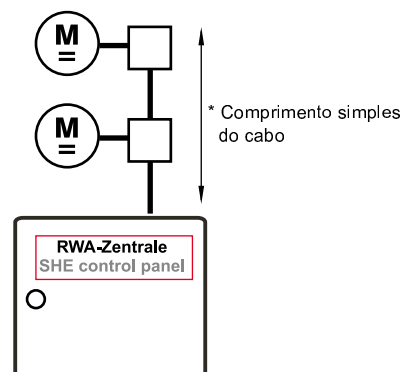 M
=
M
=
* Comprimento simples
do cabo
RWA-Zentrale
SHE control panel